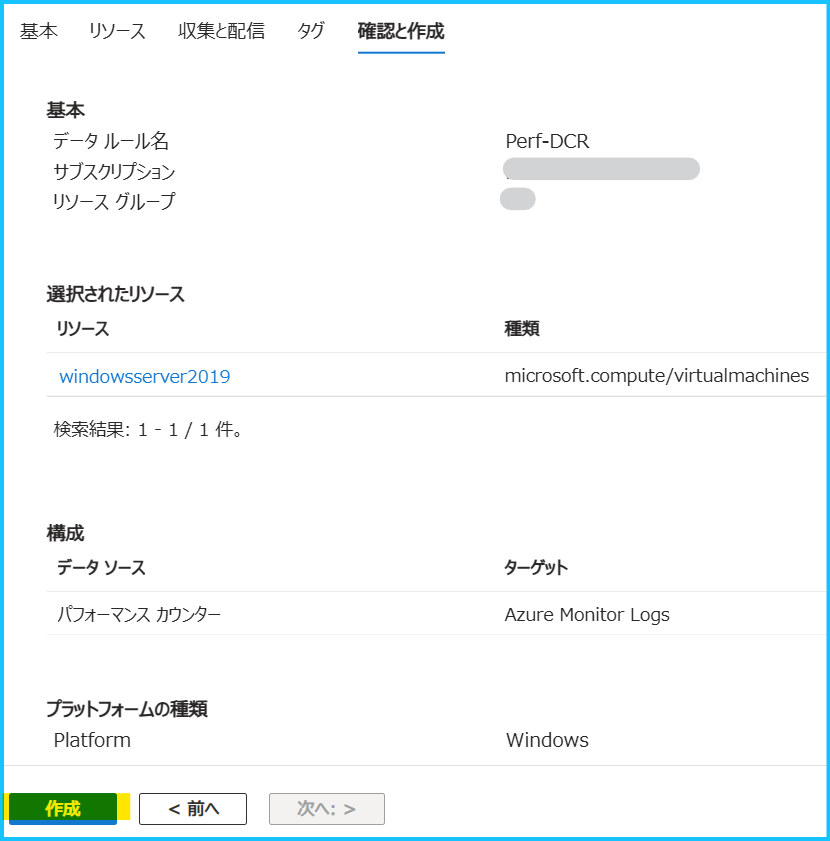 基本 リソース 収集と配信 タグ 確認と作成
基本
データ ルール名 Perf-DCR
サブスクリプション
リソース グループ
選択されたリソース
リソース 種類
windowsserver2019 microsoft.compute/virtualmachines
検索結果: 1 - 1 / 1 件。
構成
データ ソース ターゲット
パフォーマンス カウンター Azure Monitor Logs
プラットフォームの種類
Platform Windows
作成 < 前へ 次へ: >